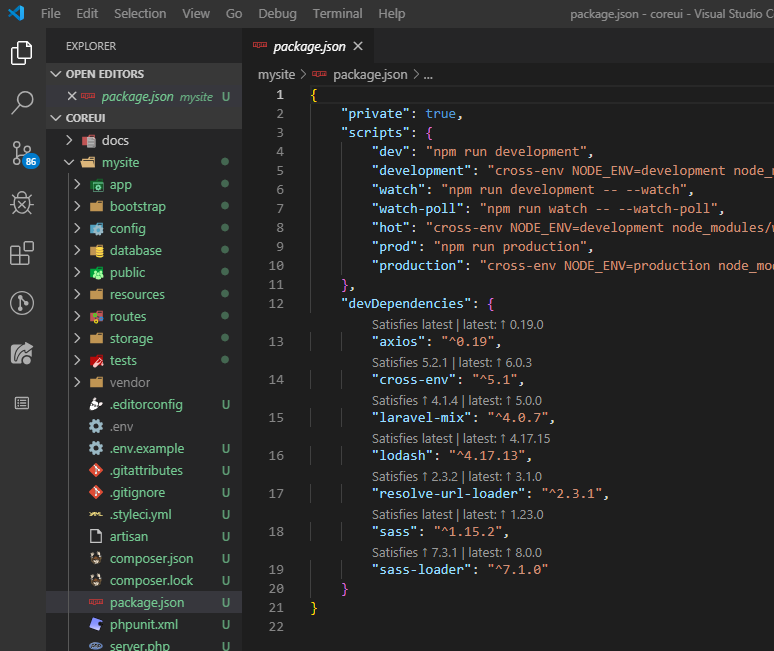 File Edit Selection View Go Debug Terminal Help package.json - coreui - Visual Studio C
EXPLORER
OPEN EDITORS
package.json mysite U
COREUI
docs
mysite
app
bootstrap
config
database
public
resources
routes
storage
tests
vendor
.editorconfig U
.env
.env.example U
.gitattributes U
.gitignore U
.styleci.yml U
artisan U
composer.json U
composer.lock U
package.json U
phpunit.xml U
server.php U
86
package.json
mysite > package.json > ...
1 {
2 "private": true,
3 "scripts": {
4 "dev": "npm run development",
5 "development": "cross-env NODE_ENV=development node_m
6 "watch": "npm run development -- --watch",
7 "watch-poll": "npm run watch -- --watch-poll",
8 "hot": "cross-env NODE_ENV=development node_modules/w
9 "prod": "npm run production",
10 "production": "cross-env NODE_ENV=production node_mo
11 },
12 "devDependencies": {
Satisfies latest | latest: ↑ 0.19.0
13 "axios": "^0.19",
Satisfies 5.2.1 | latest: ↑ 6.0.3
14 "cross-env": "^5.1",
Satisfies ↑ 4.1.4 | latest: ↑ 5.0.0
15 "laravel-mix": "^4.0.7",
Satisfies latest | latest: ↑ 4.17.15
16 "lodash": "^4.17.13",
Satisfies ↑ 2.3.2 | latest: ↑ 3.1.0
17 "resolve-url-loader": "^2.3.1",
Satisfies latest | latest: ↑ 1.23.0
18 "sass": "^1.15.2",
Satisfies ↑ 7.3.1 | latest: ↑ 8.0.0
19 "sass-loader": "^7.1.0"
20 }
21 }
22